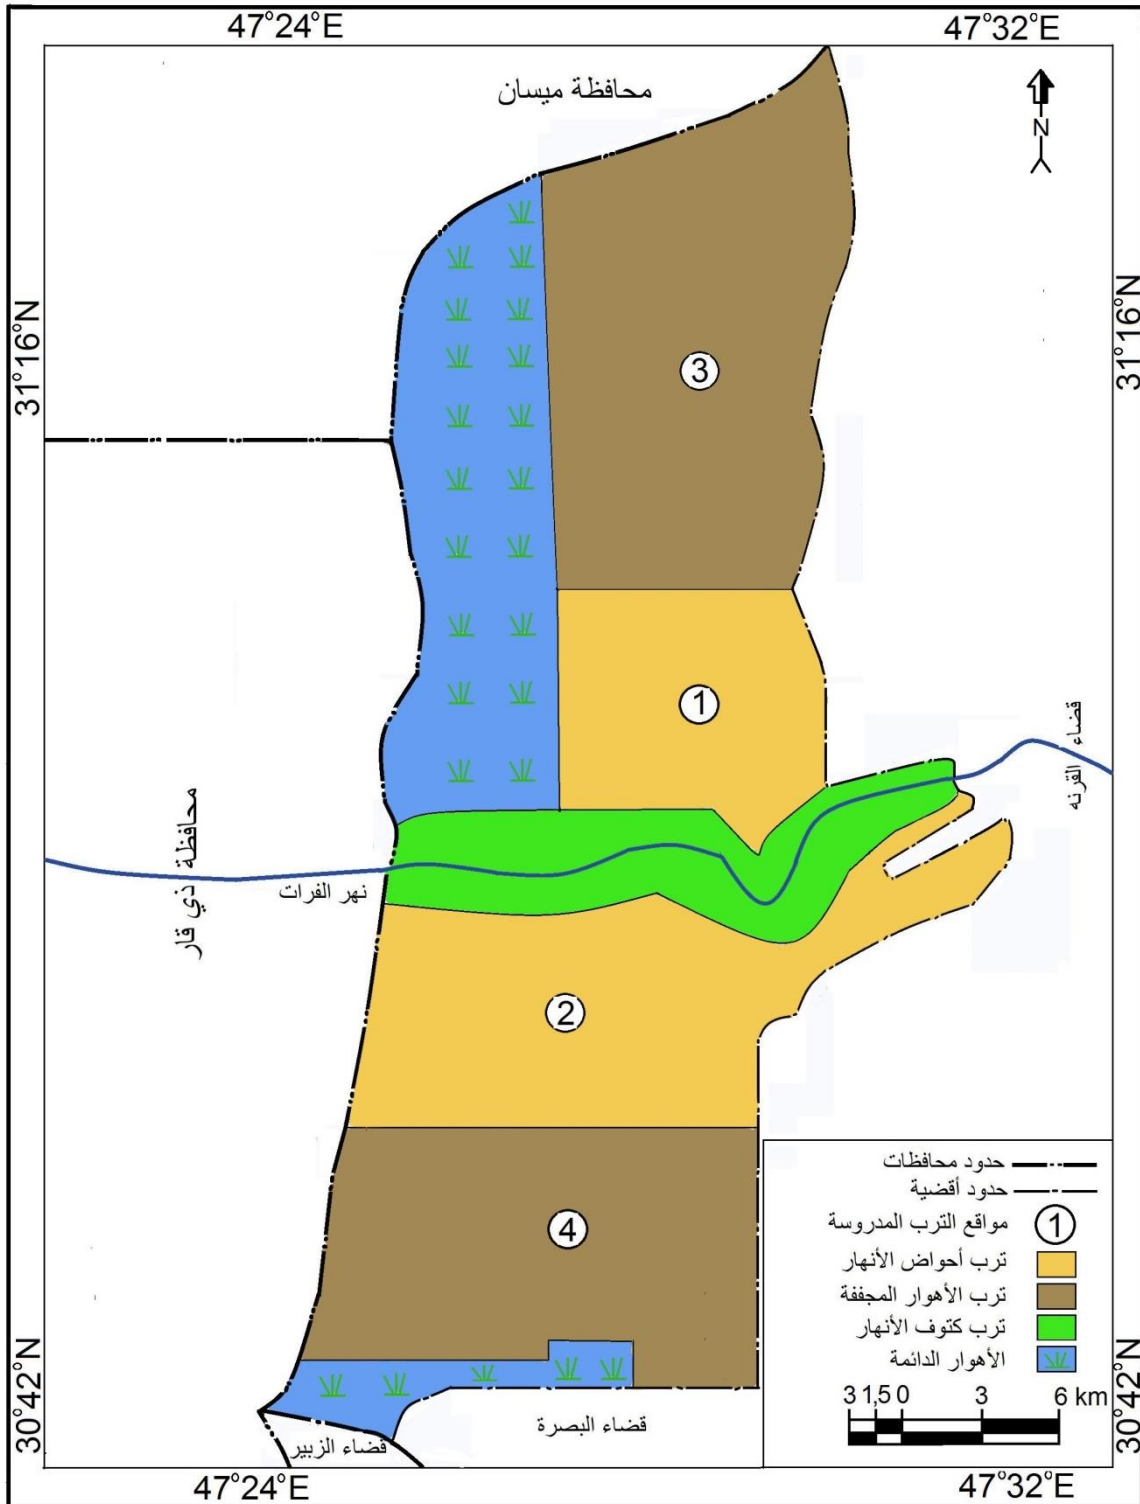 47°24°E
47°32°E
محافظة ميسان
N
31°16°N
31°16°N
3
1
قضاء القرنه
محافظة ذي قار
نهر الفرات
2
حدود محافظات
حدود أقضية
مواقع الترب المدروسة 1
ترب أحواض الأنهار
ترب الأهوار المجففة
ترب كتوف الأنهار
الأهوار الدائمة
4
3 1,5 0 3 6 km
30°42°N
30°42°N
قضاء البصرة
قضاء الزبير
47°24°E
47°32°E